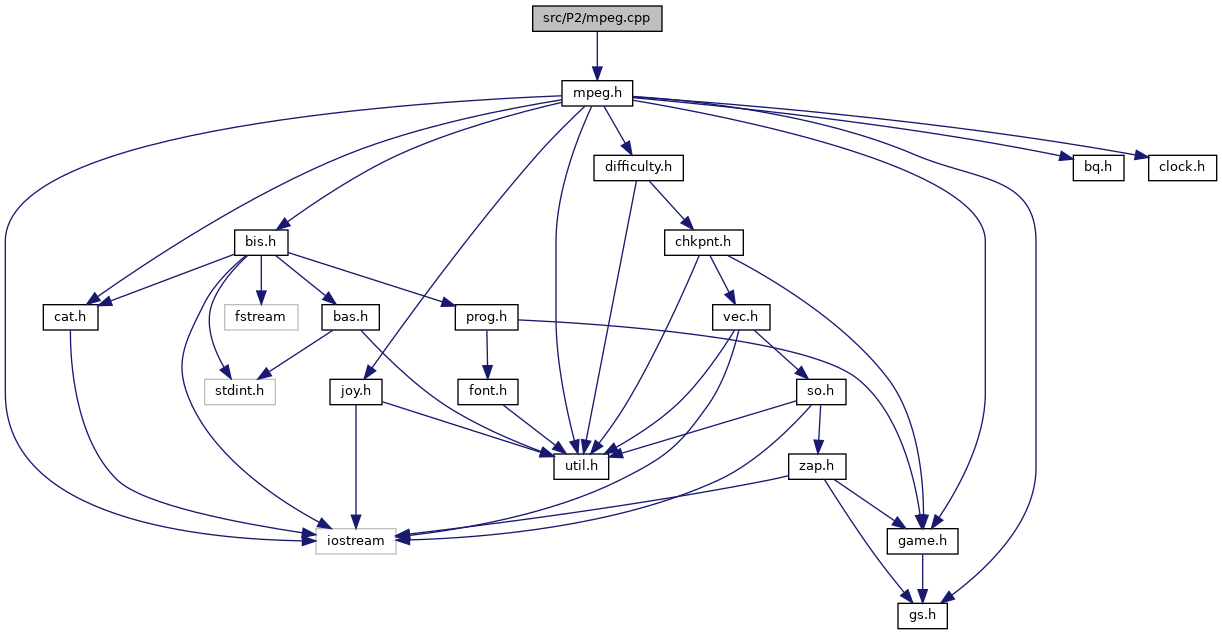 src/P2/mpeg.cpp
mpeg.h
difficulty.h
bq.h
clock.h
bis.h
chkpnt.h
cat.h
fstream
bas.h
prog.h
vec.h
stdint.h
joy.h
font.h
so.h
util.h
zap.h
iostream
game.h
gs.h